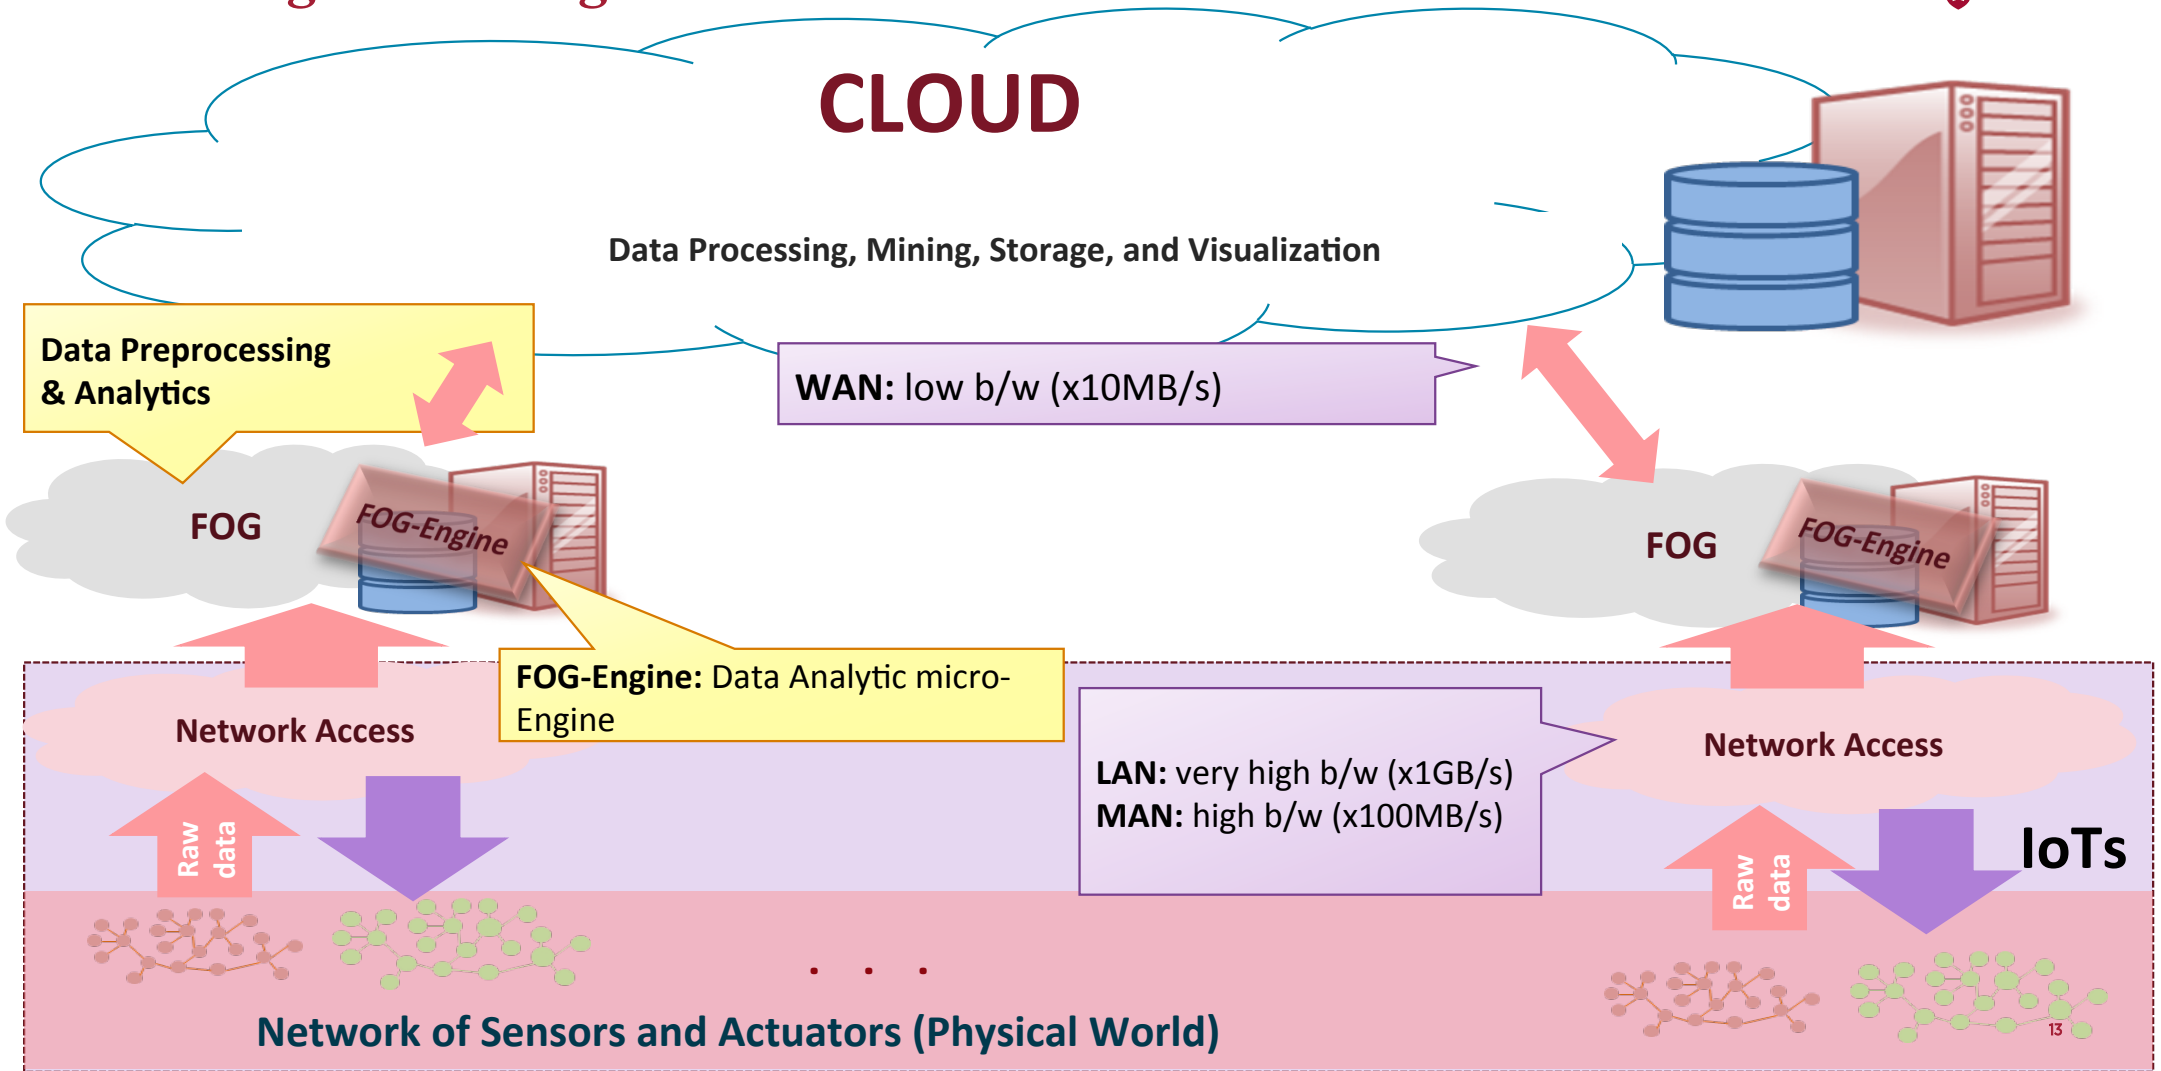 CLOUD
Data Processing, Mining, Storage, and Visualization
Data Preprocessing
& Analytics
WAN: low b/w (x10MB/s)
FOG
FOG-Engine
FOG
FOG-Engine
FOG-Engine: Data Analytic micro-
Engine
Network Access
LAN: very high b/w (x1GB/s)
MAN: high b/w (x100MB/s)
Network Access
Raw
data
Raw
data
IoTs
. . .
Network of Sensors and Actuators (Physical World)
13